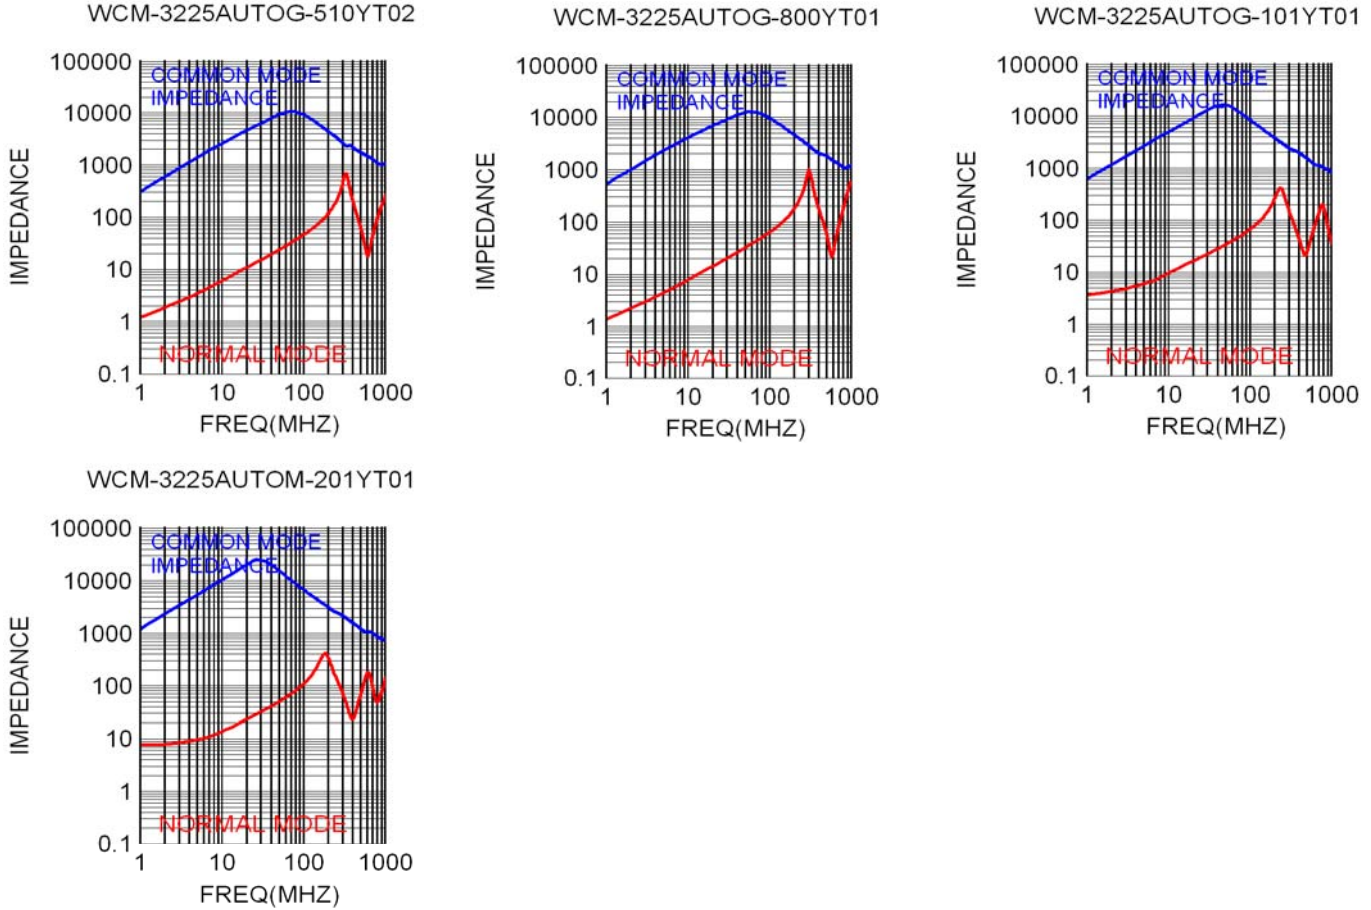 WCM-3225AUTOG-510YT02
100000
10000
1000
100
10
1
0.1
IMPEDANCE
COMMON MODE
IMPEDANCE
NORMAL MODE
1 10 100 1000
FREQ(MHZ)
WCM-3225AUTOG-800YT01
100000
10000
1000
100
10
1
0.1
IMPEDANCE
COMMON MODE
IMPEDANCE
NORMAL MODE
1 10 100 1000
FREQ(MHZ)
WCM-3225AUTOG-101YT01
100000
10000
1000
100
10
1
0.1
IMPEDANCE
COMMON MODE
IMPEDANCE
NORMAL MODE
1 10 100 1000
FREQ(MHZ)
WCM-3225AUTOM-201YT01
100000
10000
1000
100
10
1
0.1
IMPEDANCE
COMMON MODE
IMPEDANCE
NORMAL MODE
1 10 100 1000
FREQ(MHZ)